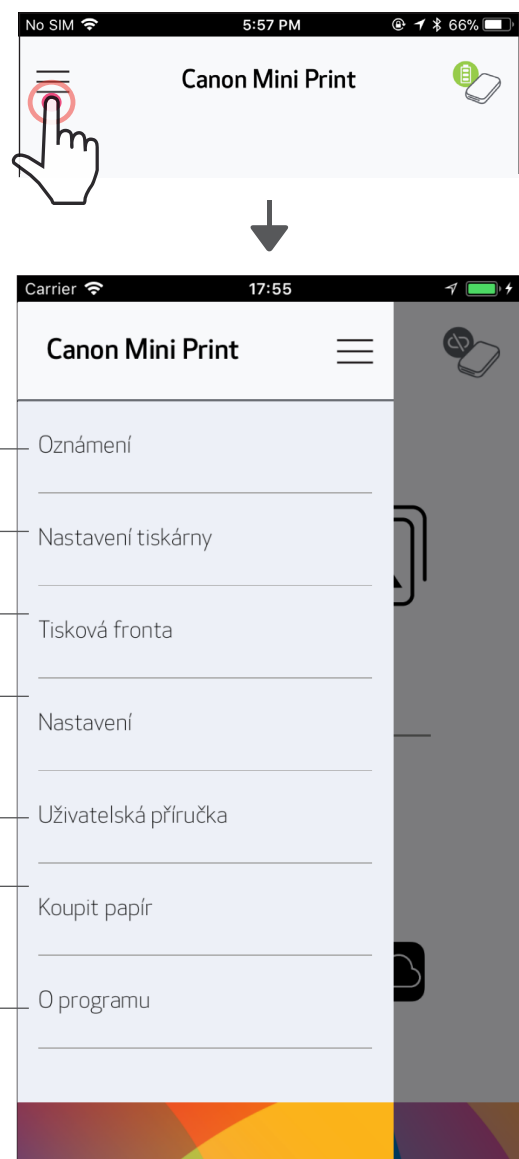 No SIM 5:57 PM 66%
Canon Mini Print
Carrier 17:55
Canon Mini Print
Oznámení
Nastavení tiskárny
Tisková fronta
Nastavení
Uživatelská příručka
Koupit papír
O programu